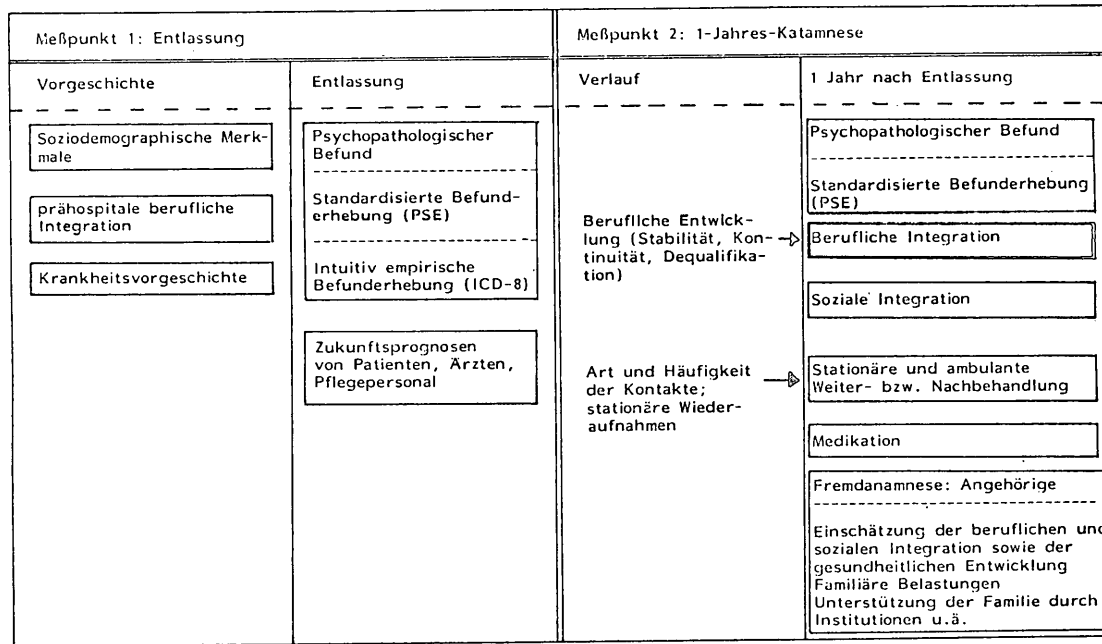 Meßpunkt 1: Entlassung
Meßpunkt 2: 1-Jahres-Katamnese
Vorgeschichte
Entlassung
Verlauf
1 Jahr nach Entlassung
Soziodemographische Merk-
male
prähospitale berufliche
Integration
Krankheitsvorgeschichte
Psychopathologischer
Befund
Standardisierte Befund-
erhebung (PSE)
Intuitiv empirische
Befunderhebung (ICD-8)
Zukunftsprognosen
von Patienten, Ärzten,
Pflegepersonal
Berufliche Entwick-
lung (Stabilität, Kon-
tinuität, Dequalifika-
tion)
Art und Häufigkeit
der Kontakte;
stationäre Wieder-
aufnahmen
Psychopathologischer Befund
Standardisierte Befunderhebung
(PSE)
Berufliche Integration
Soziale Integration
Stationäre und ambulante
Weiter- bzw. Nachbehandlung
Medikation
Fremdanamnese: Angehörige
Einschätzung der beruflichen und
sozialen Integration sowie der
gesundheitlichen Entwicklung
Familiäre Belastungen
Unterstützung der Familie durch
Institutionen u.ä.